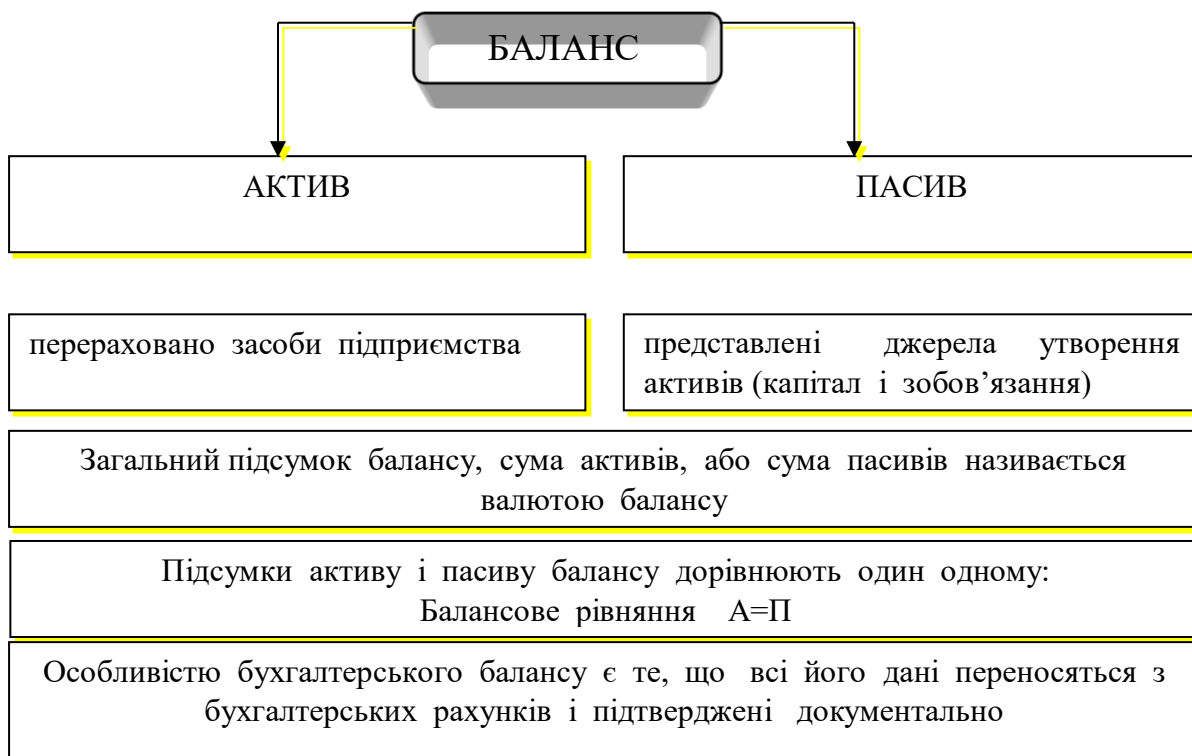 БАЛАНС
АКТИВ
ПАСИВ
перераховано засоби підприємства
представлені джерела утворення
активів (капітал і зобов’язання)
Загальний підсумок балансу, сума активів, або сума пасивів називається
валютою балансу
Підсумки активу і пасиву балансу дорівнюють один одному:
Балансове рівняння А=П
Особливістю бухгалтерського балансу є те, що всі його дані переносяться з
бухгалтерських рахунків і підтверджені документально